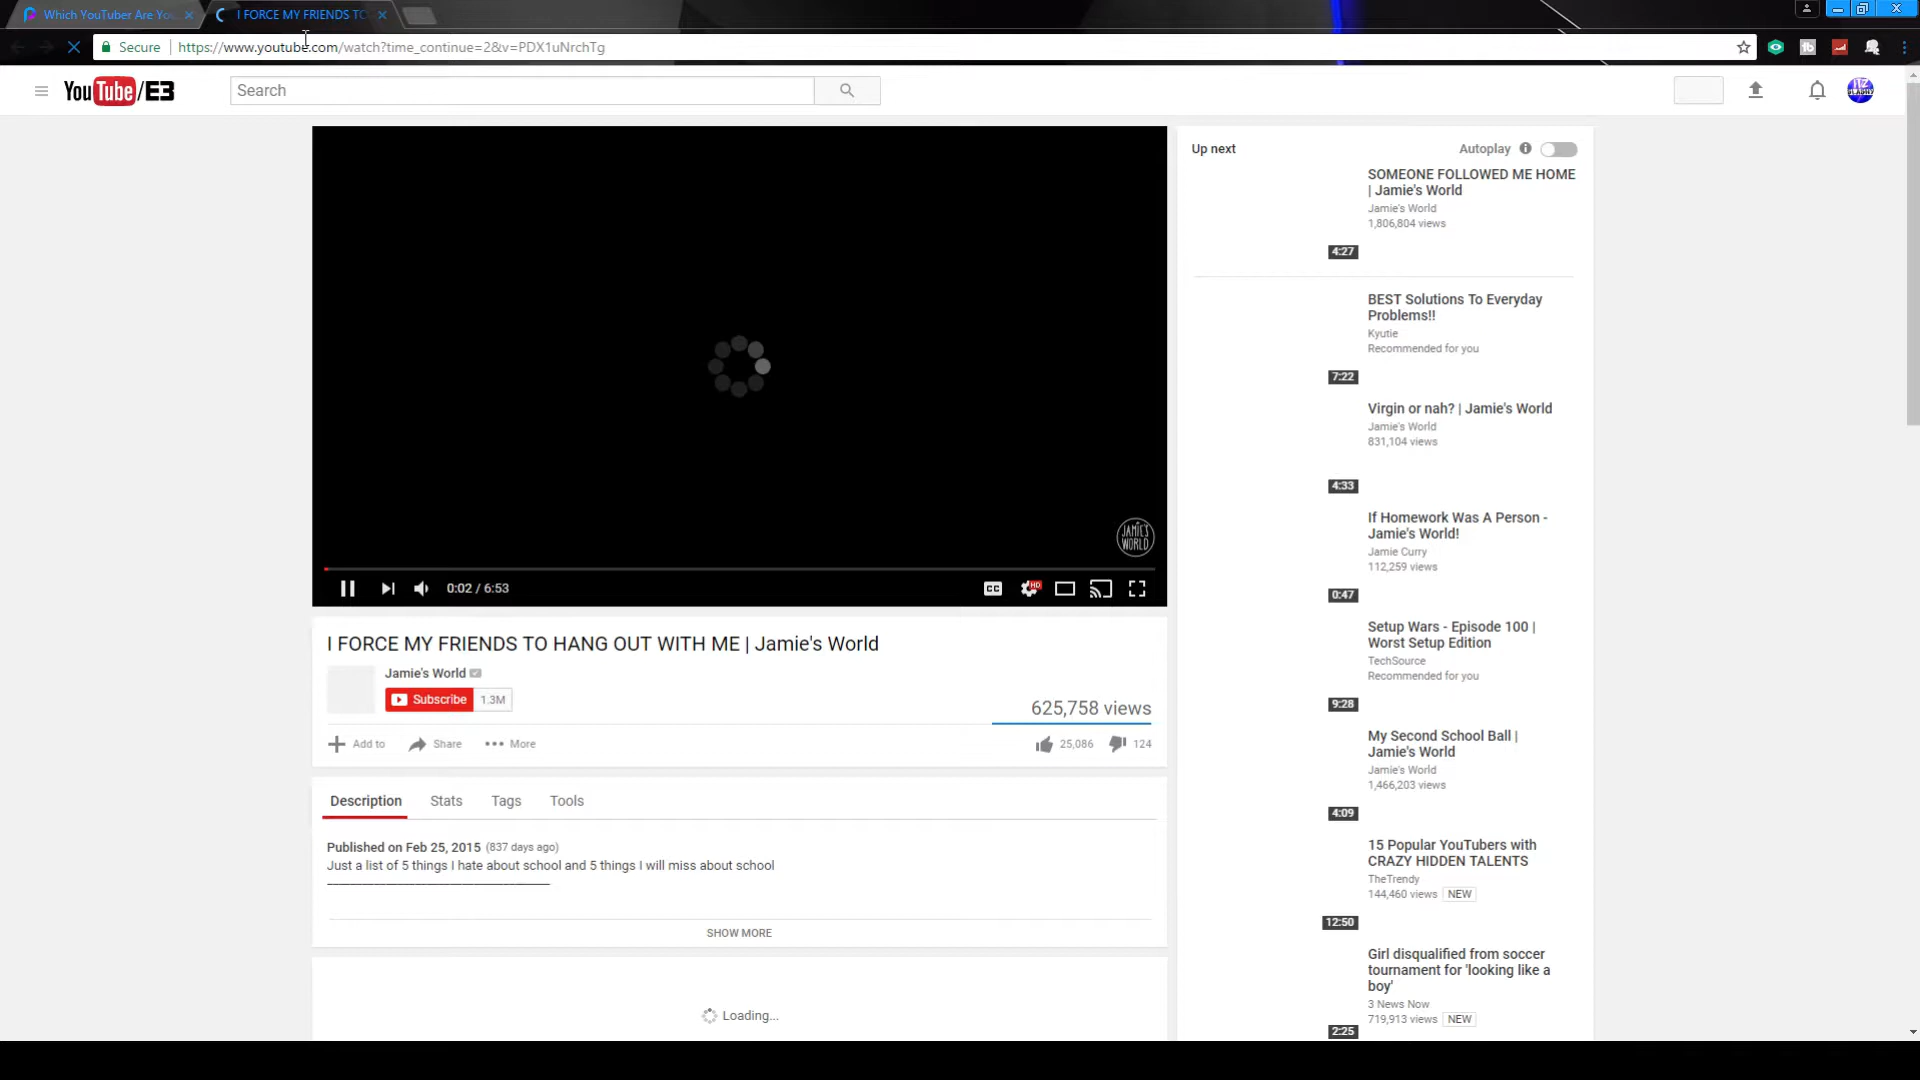 Which YouTuber Are Yo
I FORCE MY FRIENDS TO
Secure
https://www.youtube.com/watch?time_continue=2&v=PDX1uNrchTg
YouTube/E3
Search
JAMIE'S WORLD
0:02 / 6:53
CC
HD
I FORCE MY FRIENDS TO HANG OUT WITH ME | Jamie's World
Jamie's World
Subscribe 1.3M
625,758 views
Add to Share More
25,086 124
Description Stats Tags Tools
Published on Feb 25, 2015 (837 days ago)
Just a list of 5 things I hate about school and 5 things I will miss about school
SHOW MORE
Loading...
Up next
Autoplay
SOMEONE FOLLOWED ME HOME
| Jamie's World
Jamie's World
1,806,804 views
4:27
BEST Solutions To Everyday
Problems!!
Kyutie
Recommended for you
7:22
Virgin or nah? | Jamie's World
Jamie's World
831,104 views
4:33
If Homework Was A Person -
Jamie's World!
Jamie Curry
112,259 views
0:47
Setup Wars - Episode 100 |
Worst Setup Edition
TechSource
Recommended for you
9:28
My Second School Ball |
Jamie's World
Jamie's World
1,466,203 views
4:09
15 Popular YouTubers with
CRAZY HIDDEN TALENTS
TheTrendy
144,460 views NEW
12:50
Girl disqualified from soccer
tournament for 'looking like a
boy'
3 News Now
719,913 views NEW
2:25